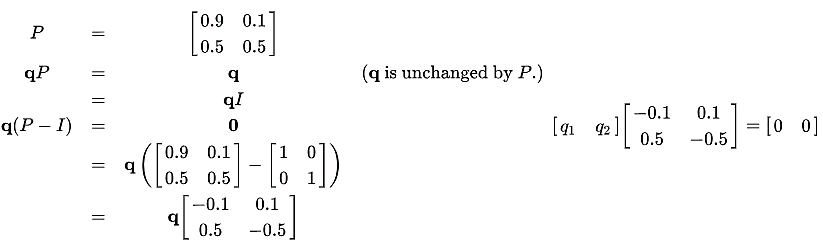 P = [ 0.9 0.1 ; 0.5 0.5 ]
qP = q (q is unchanged by P.)
= qI
q(P − I) = 0
= q ( [ 0.9 0.1 ; 0.5 0.5 ] − [ 1 0 ; 0 1 ] )
= q [ −0.1 0.1 ; 0.5 −0.5 ]
[ q₁ q₂ ] [ −0.1 0.1 ; 0.5 −0.5 ] = [ 0 0 ]